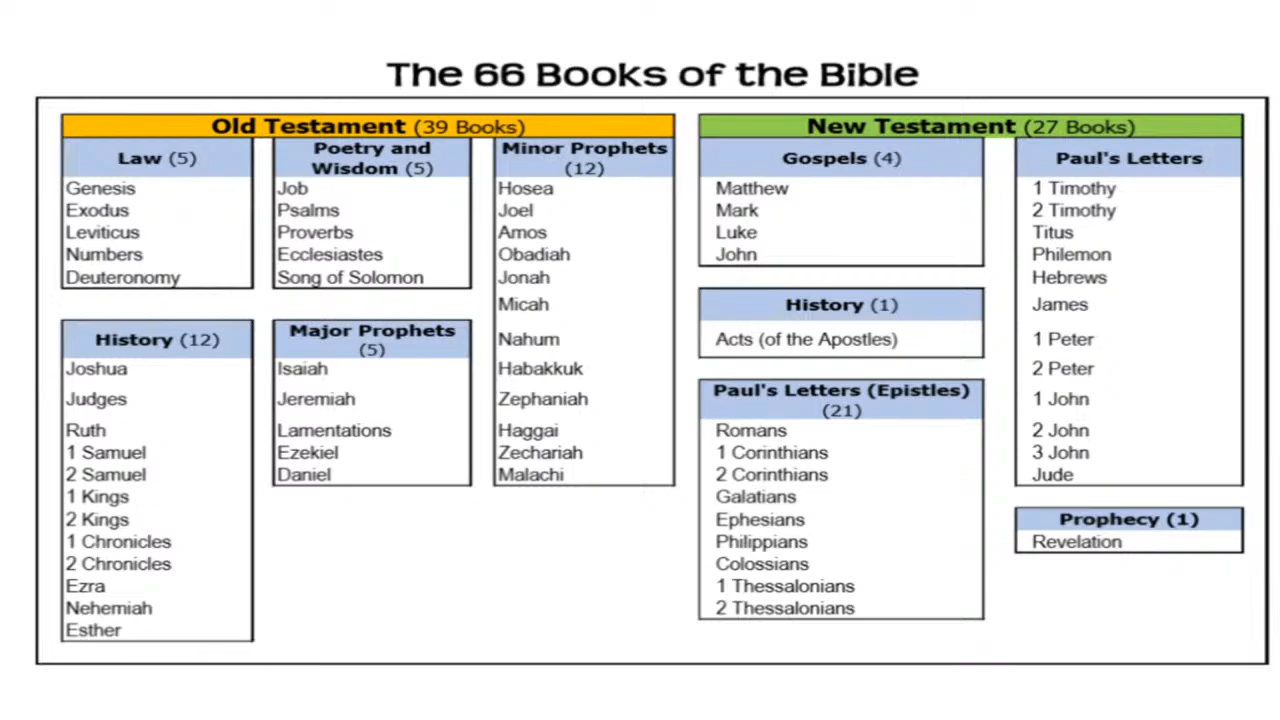 The 66 Books of the Bible
Old Testament (39 Books)
Law (5)
Genesis
Exodus
Leviticus
Numbers
Deuteronomy
History (12)
Joshua
Judges
Ruth
1 Samuel
2 Samuel
1 Kings
2 Kings
1 Chronicles
2 Chronicles
Ezra
Nehemiah
Esther
Poetry and
Wisdom (5)
Job
Psalms
Proverbs
Ecclesiastes
Song of Solomon
Major Prophets
(5)
Isaiah
Jeremiah
Lamentations
Ezekiel
Daniel
Minor Prophets
(12)
Hosea
Joel
Amos
Obadiah
Jonah
Micah
Nahum
Habakkuk
Zephaniah
Haggai
Zechariah
Malachi
New Testament (27 Books)
Gospels (4)
Matthew
Mark
Luke
John
History (1)
Acts (of the Apostles)
Paul's Letters (Epistles)
(21)
Romans
1 Corinthians
2 Corinthians
Galatians
Ephesians
Philippians
Colossians
1 Thessalonians
2 Thessalonians
Paul's Letters
1 Timothy
2 Timothy
Titus
Philemon
Hebrews
James
1 Peter
2 Peter
1 John
2 John
3 John
Jude
Prophecy (1)
Revelation